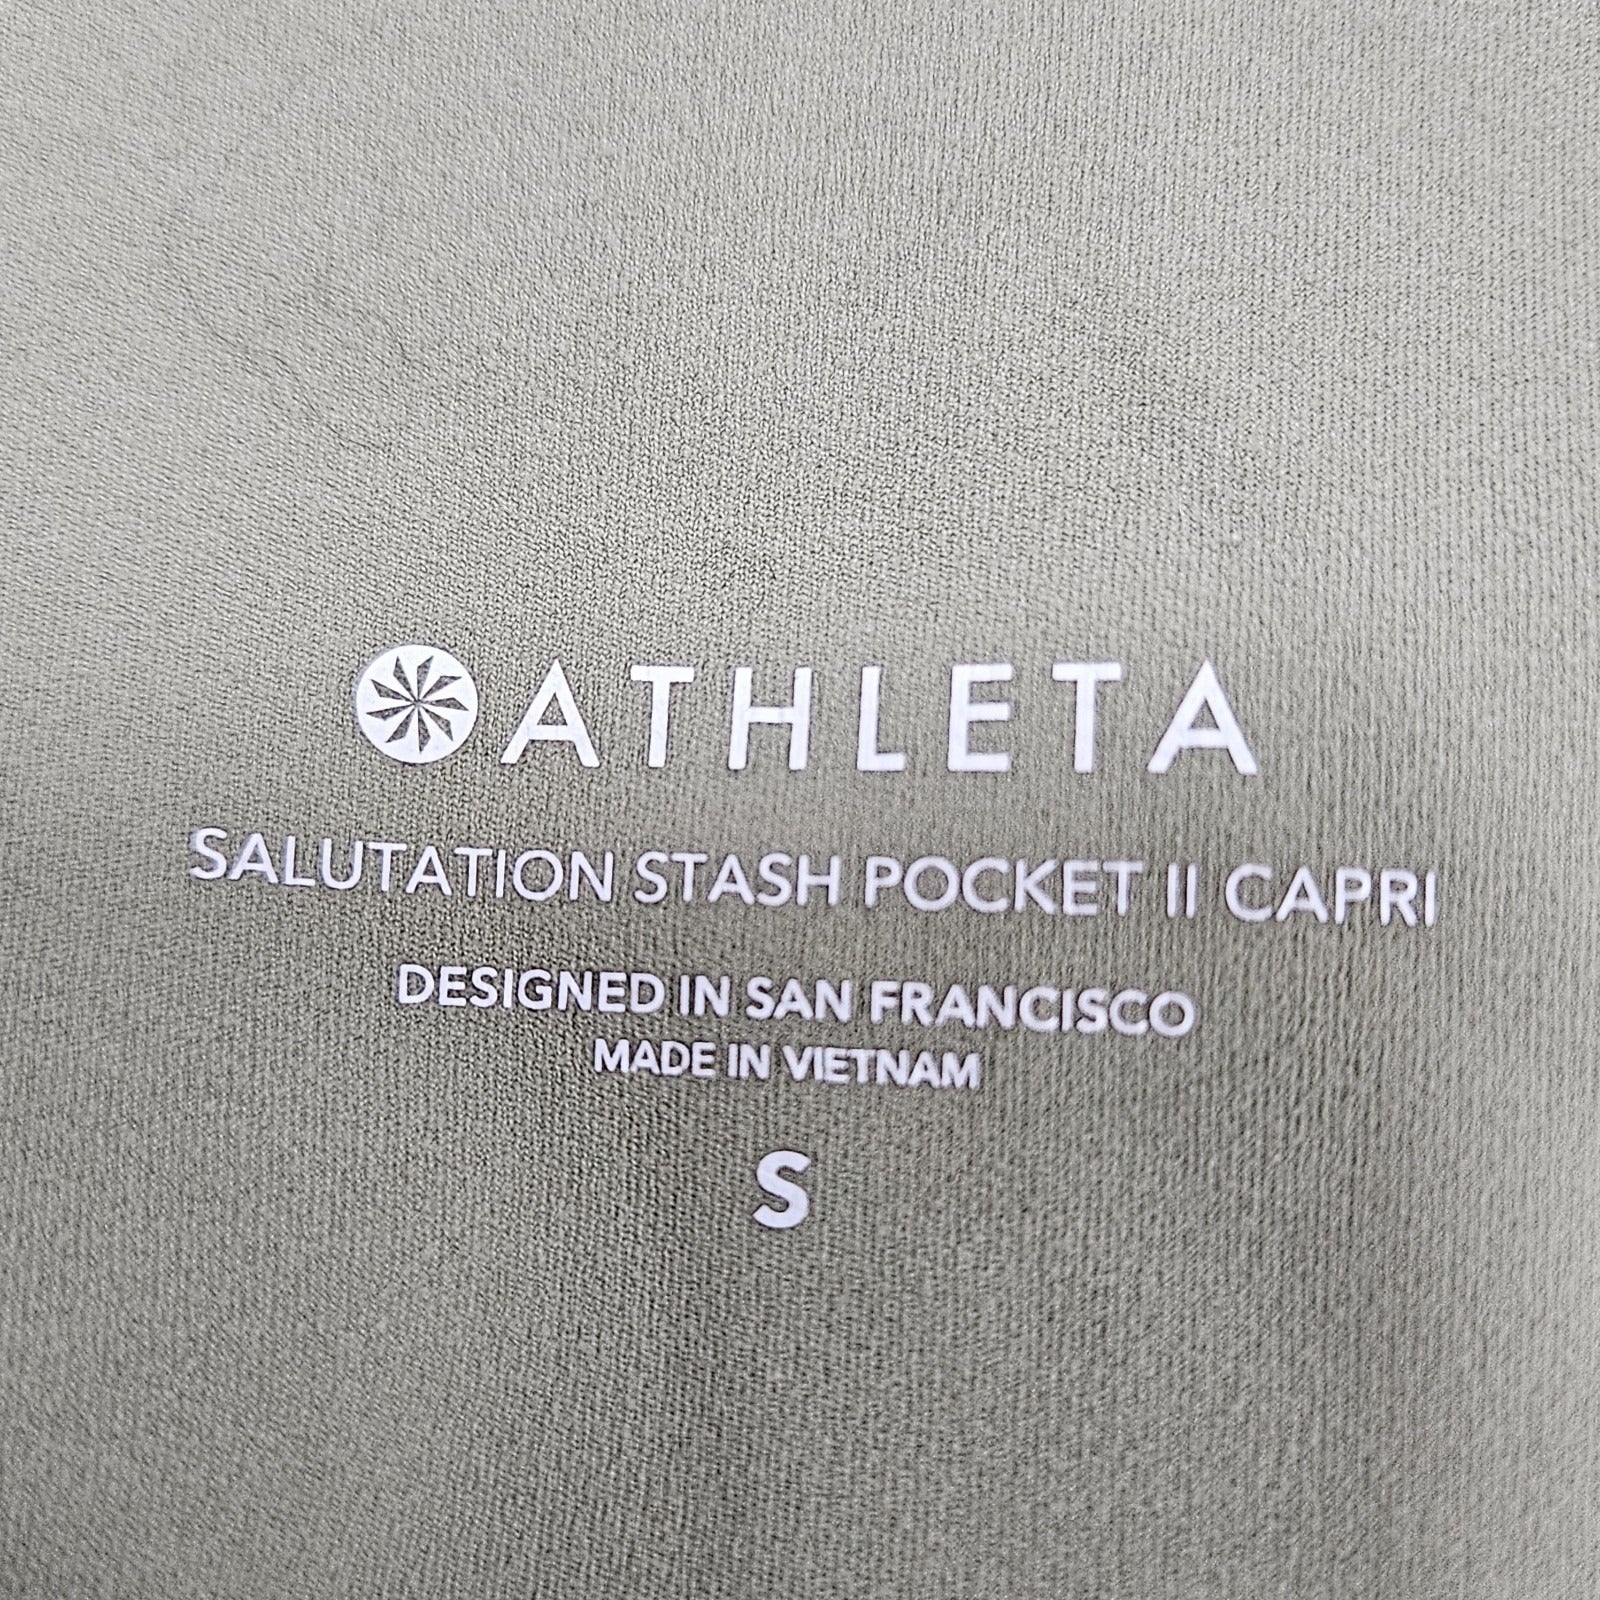 ATHLETA
SALUTATION STASH POCKET II CAPRI
DESIGNED IN SAN FRANCISCO
MADE IN VIETNAM
S